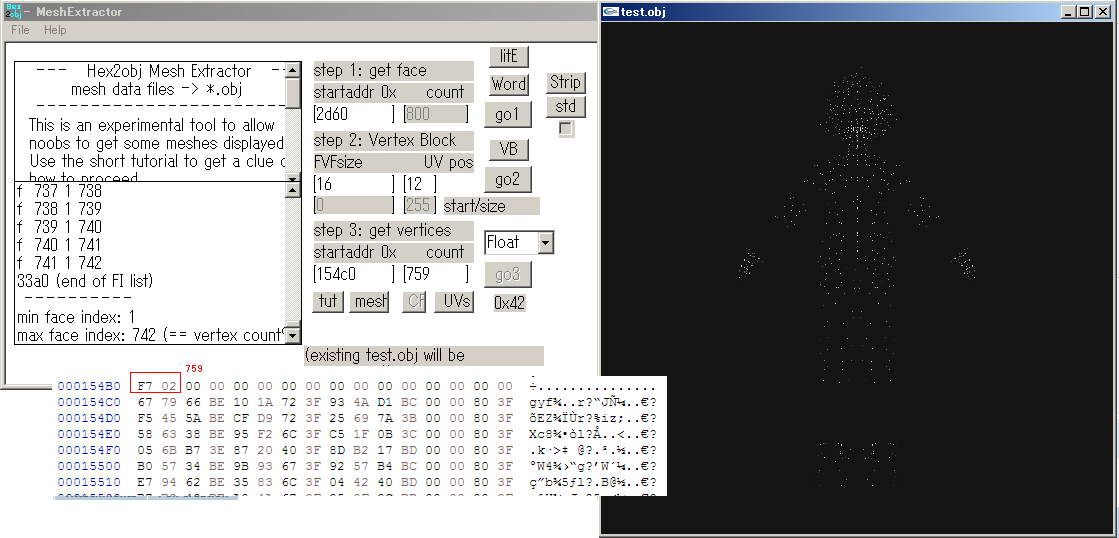 Hex
2obj - MeshExtractor
File Help
--- Hex2obj Mesh Extractor --
mesh data files -> *.obj
This is an experimental tool to allow
noobs to get some meshes displayed
Use the short tutorial to get a clue
how to proceed
f 737 1 738
f 738 1 739
f 739 1 740
f 740 1 741
f 741 1 742
33a0 (end of FI list)
----------
min face index: 1
max face index: 742 (== vertex count
step 1: get face
startaddr 0x count
[2d60 ] [800 ]
step 2: Vertex Block
FVFsize UV pos
[16 ] [12 ]
[0 ] [255 ] start/size
step 3: get vertices
startaddr 0x count
[154c0 ] [759 ]
tut mesh CF UVs
(existing test.obj will be
litE
Word
go1
VB
go2
Float
go3
0x42
Strip
std
test.obj
759
000154B0 F7 02 00 00 00 00 00 00 00 00 00 00 00 00 00 00 ÷...............
000154C0 67 79 66 BE 10 1A 72 3F 93 4A D1 BC 00 00 80 3F gyf¾..r?“JÑ¼..€?
000154D0 F5 45 5A BE CF D9 72 3F 25 69 7A 3B 00 00 80 3F õEZ¾ÏÙr?%iz;..€?
000154E0 58 63 38 BE 95 F2 6C 3F C5 1F 0B 3C 00 00 80 3F Xc8¾•òl?Å..<..€?
000154F0 05 6B B7 3E 87 20 40 3F 8D B2 17 BD 00 00 80 3F .k·>‡ @?.².½..€?
00015500 B0 57 34 BE 9B 93 67 3F 92 57 B4 BC 00 00 80 3F °W4¾›“g?’W´¼..€?
00015510 E7 94 62 BE 35 83 6C 3F 04 42 40 BD 00 00 80 3F ç”b¾5ƒl?.B@½..€?